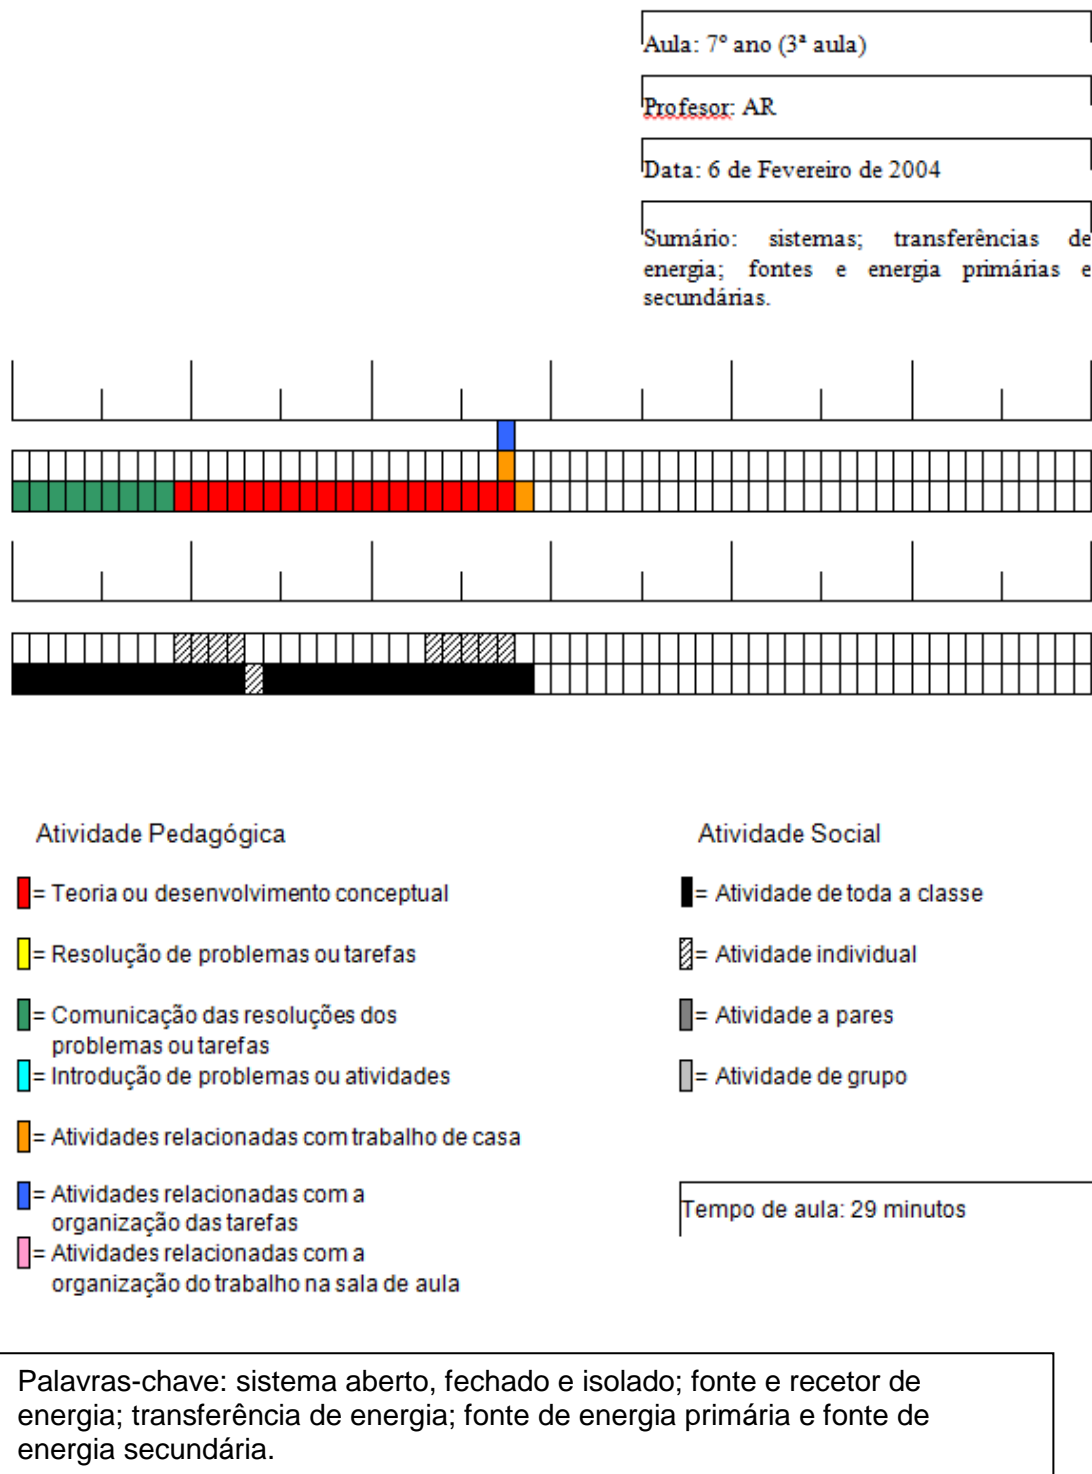 Aula: 7º ano (3ª aula)
Profesor: AR
Data: 6 de Fevereiro de 2004
Sumário: sistemas; transferências de
energia; fontes e energia primárias e
secundárias.
Atividade Pedagógica
= Teoria ou desenvolvimento conceptual
= Resolução de problemas ou tarefas
= Comunicação das resoluções dos
problemas ou tarefas
= Introdução de problemas ou atividades
= Atividades relacionadas com trabalho de casa
= Atividades relacionadas com a
organização das tarefas
= Atividades relacionadas com a
organização do trabalho na sala de aula
Atividade Social
= Atividade de toda a classe
= Atividade individual
= Atividade a pares
= Atividade de grupo
Tempo de aula: 29 minutos
Palavras-chave: sistema aberto, fechado e isolado; fonte e recetor de
energia; transferência de energia; fonte de energia primária e fonte de
energia secundária.